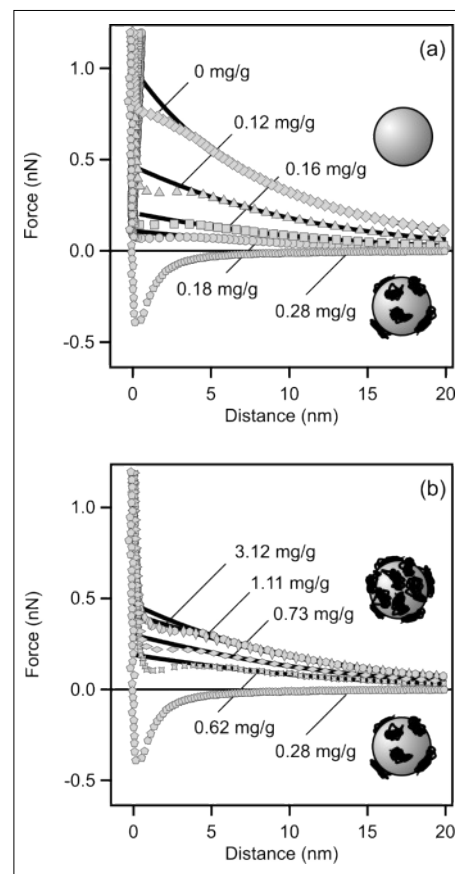 (a)
1.0
0 mg/g
0.12 mg/g
0.5
0.16 mg/g
Force (nN)
0.0
0.18 mg/g
0.28 mg/g
-0.5
0 5 10 15 20
Distance (nm)
(b)
1.0
3.12 mg/g
1.11 mg/g
0.5
0.73 mg/g
Force (nN)
0.0
0.62 mg/g
0.28 mg/g
-0.5
0 5 10 15 20
Distance (nm)